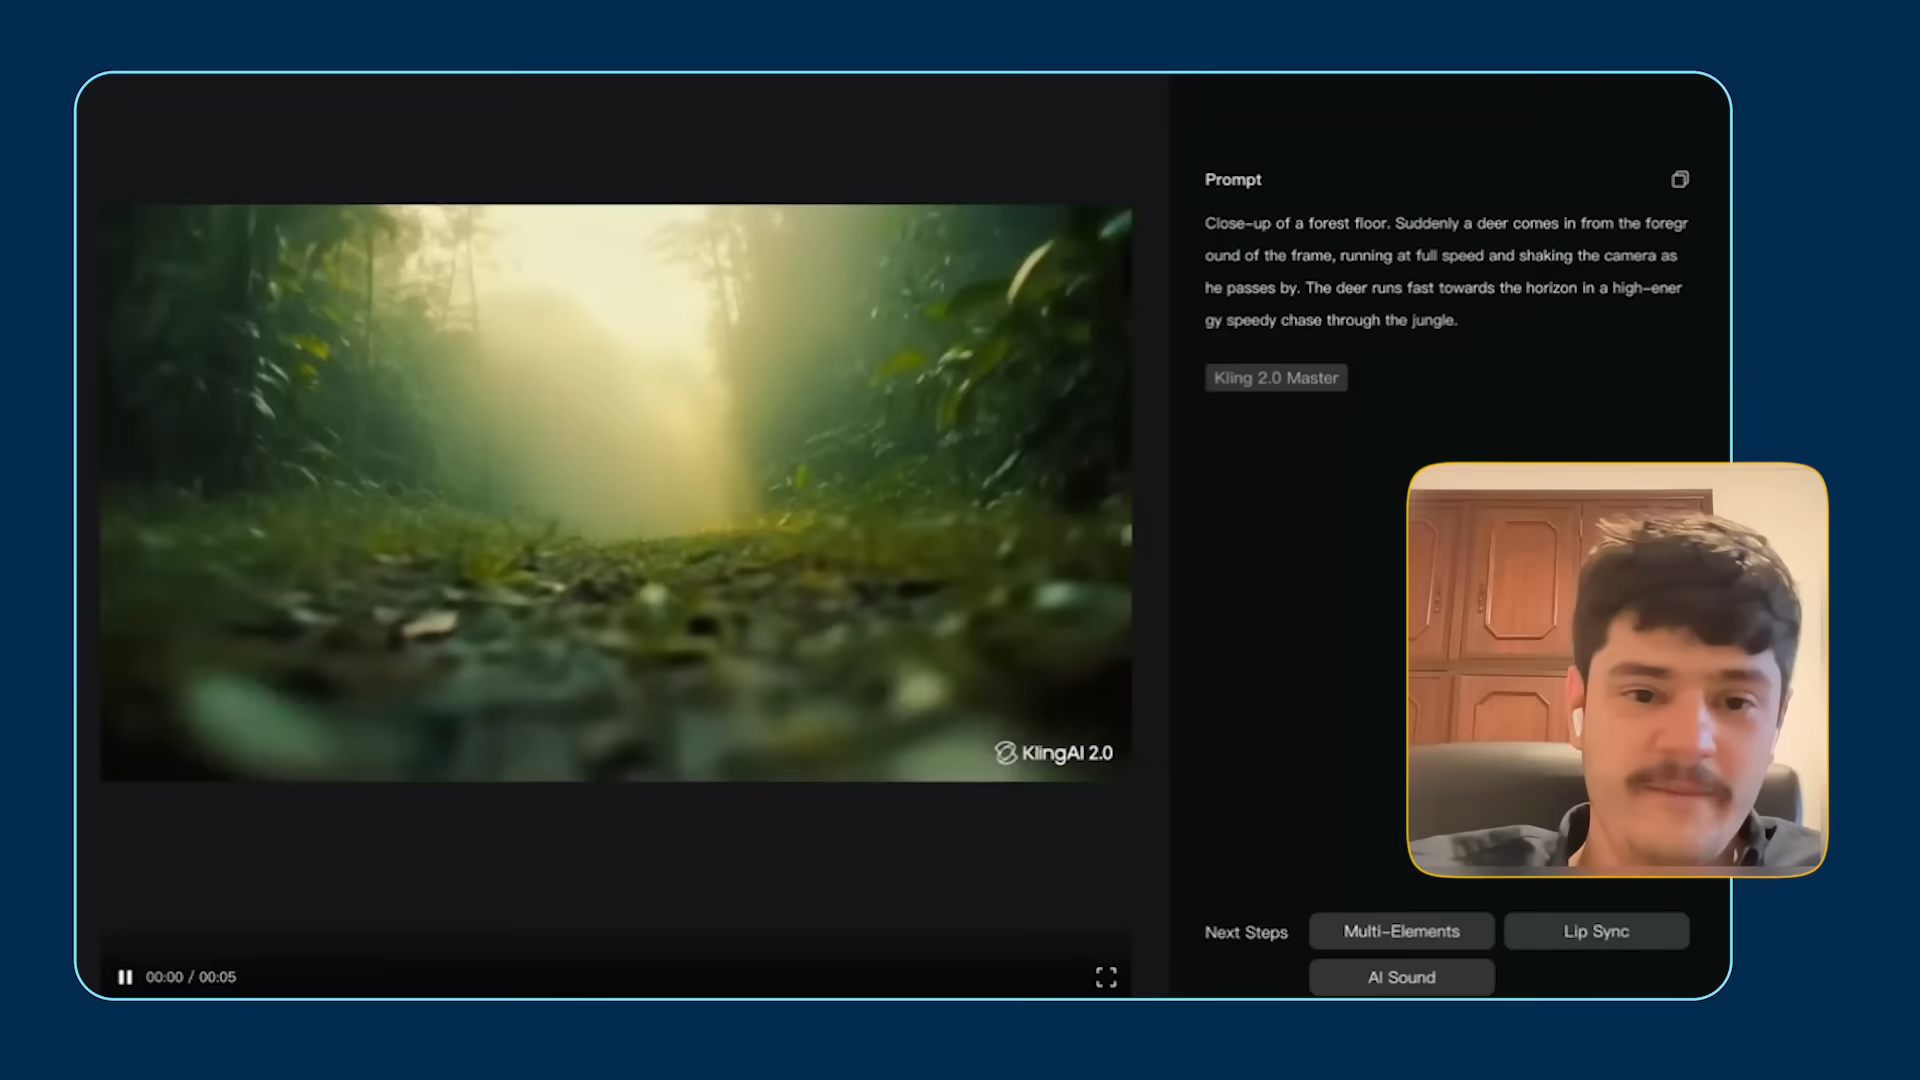 Prompt
Close-up of a forest floor. Suddenly a deer comes in from the foregr
ound of the frame, running at full speed and shaking the camera as
he passes by. The deer runs fast towards the horizon in a high-ener
gy speedy chase through the jungle.
Kling 2.0 Master
KlingAI 2.0
Next Steps
Multi-Elements
Lip Sync
AI Sound
00:00 / 00:05